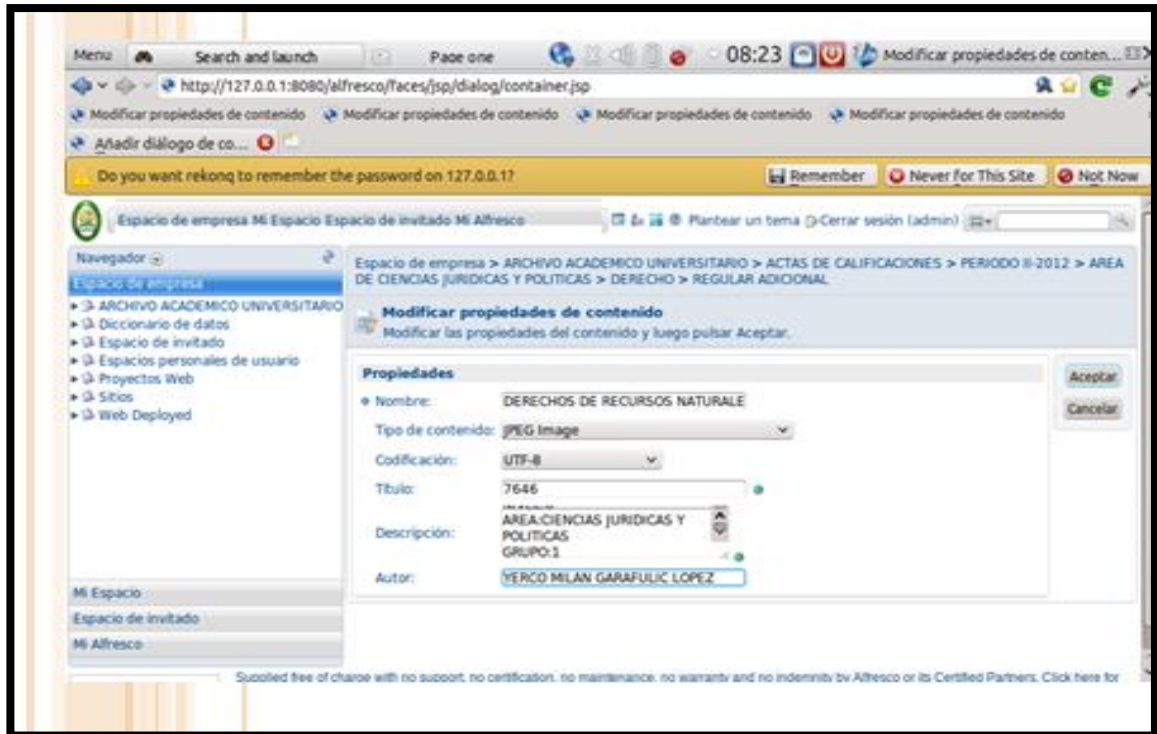 Menu Search and launch Page one 08:23 Modificar propiedades de conten...
http://127.0.0.1:8080/alfresco/faces/jsp/dialog/container.jsp
Modificar propiedades de contenido Modificar propiedades de contenido Modificar propiedades de contenido Modificar propiedades de contenido
Añadir diálogo de co...
Do you want rekonq to remember the password on 127.0.0.1? Remember Never for This Site Not Now
Espacio de empresa Mi Espacio Espacio de invitado Mi Alfresco Plantear un tema Cerrar sesión (admin)
Navegador
Espacio de empresa
ARCHIVO ACADEMICO UNIVERSITARIO
Diccionario de datos
Espacio de invitado
Espacios personales de usuario
Proyectos Web
Sitios
Web Deployed
Mi Espacio
Espacio de invitado
Mi Alfresco
Espacio de empresa > ARCHIVO ACADEMICO UNIVERSITARIO > ACTAS DE CALIFICACIONES > PERIODO II-2012 > AREA
DE CIENCIAS JURIDICAS Y POLITICAS > DERECHO > REGULAR ADICIONAL
Modificar propiedades de contenido
Modificar las propiedades del contenido y luego pulsar Aceptar.
Propiedades
Nombre: DERECHOS DE RECURSOS NATURALE
Tipo de contenido: JPEG Image
Codificación: UTF-8
Título: 7646
Descripción: AREA:CIENCIAS JURIDICAS Y
POLITICAS
GRUPO:1
Autor: YERCO MILAN GARAFULIC LOPEZ
Aceptar
Cancelar
Supplied free of charge with no support, no certification, no maintenance, no warranty and no indemnity by Alfresco or its Certified Partners. Click here for